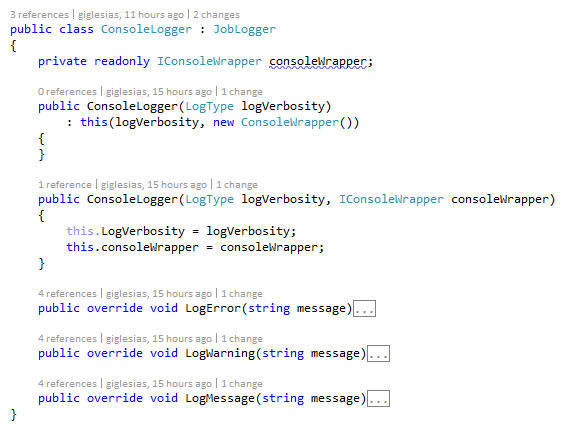 3 references | giglesias, 11 hours ago | 2 changes
public class ConsoleLogger : JobLogger
{
    private readonly IConsoleWrapper consoleWrapper;
    0 references | giglesias, 15 hours ago | 1 change
    public ConsoleLogger(LogType logVerbosity)
        : this(logVerbosity, new ConsoleWrapper())
    {
    }
    1 reference | giglesias, 15 hours ago | 1 change
    public ConsoleLogger(LogType logVerbosity, IConsoleWrapper consoleWrapper)
    {
        this.LogVerbosity = logVerbosity;
        this.consoleWrapper = consoleWrapper;
    }
    4 references | giglesias, 15 hours ago | 1 change
    public override void LogError(string message)...
    4 references | giglesias, 15 hours ago | 1 change
    public override void LogWarning(string message)...
    4 references | giglesias, 15 hours ago | 1 change
    public override void LogMessage(string message)...
}